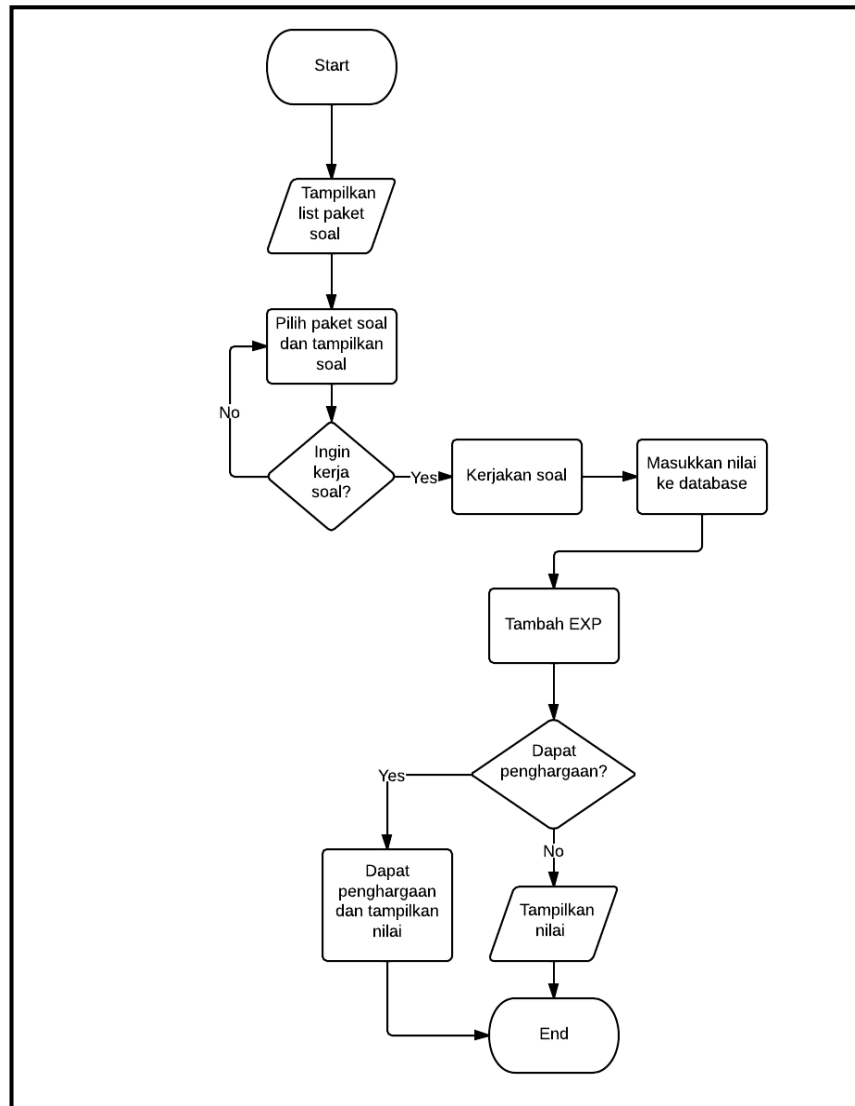 Start
Tampilkan
list paket
soal
Pilih paket soal
dan tampilkan
soal
No
Ingin
kerja
soal?
Yes
Kerjakan soal
Masukkan nilai
ke database
Tambah EXP
Dapat
penghargaan?
Yes
No
Dapat
penghargaan
dan tampilkan
nilai
Tampilkan
nilai
End